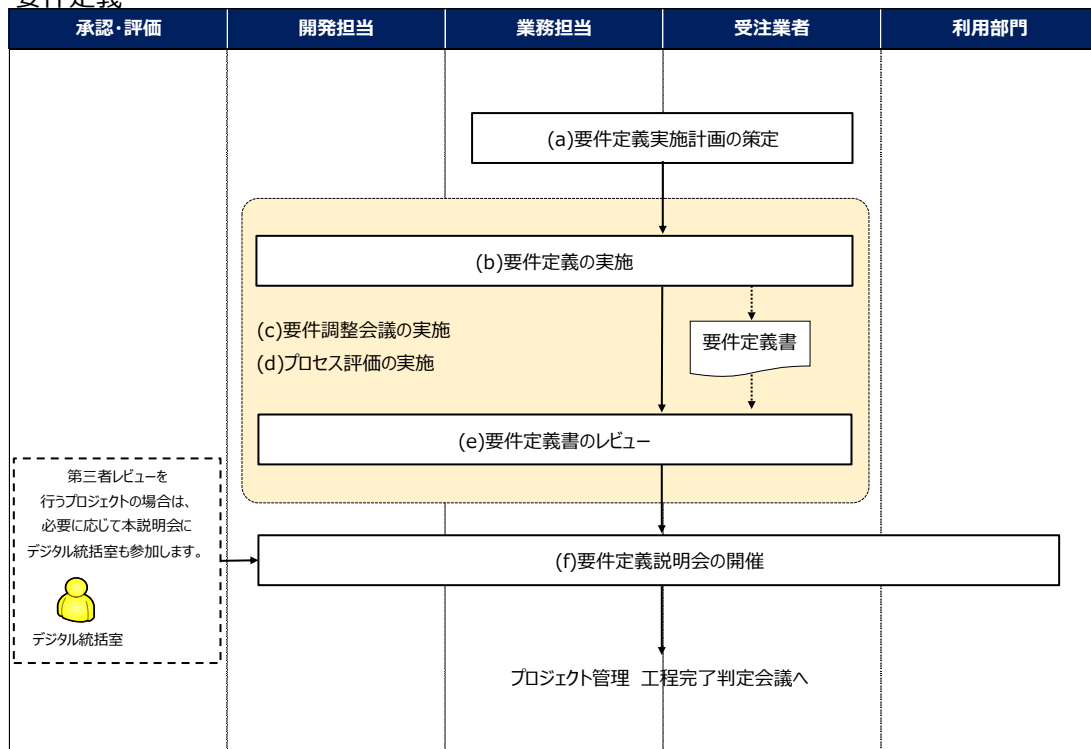 要件定義
承認・評価
開発担当
業務担当
受注業者
利用部門
(a)要件定義実施計画の策定
(b)要件定義の実施
(c)要件調整会議の実施
(d)プロセス評価の実施
要件定義書
(e)要件定義書のレビュー
第三者レビューを
行うプロジェクトの場合は、
必要に応じて本説明会に
デジタル統括室も参加します。
デジタル統括室
(f)要件定義説明会の開催
プロジェクト管理 工程完了判定会議へ